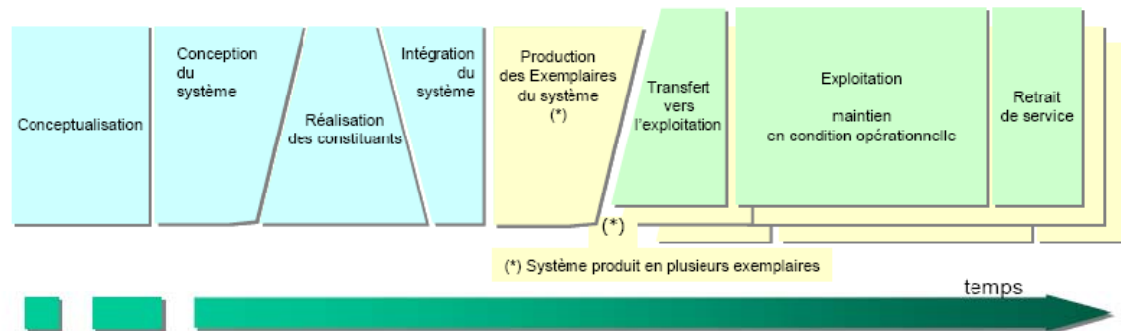 Conceptualisation
Conception
du
système
Réalisation
des constituants
Intégration
du
système
Production
des Exemplaires
du système
(*)
Transfert
vers
l'exploitation
Exploitation
maintien
en condition opérationnelle
Retrait
de service
(*)
(*) Système produit en plusieurs exemplaires
temps